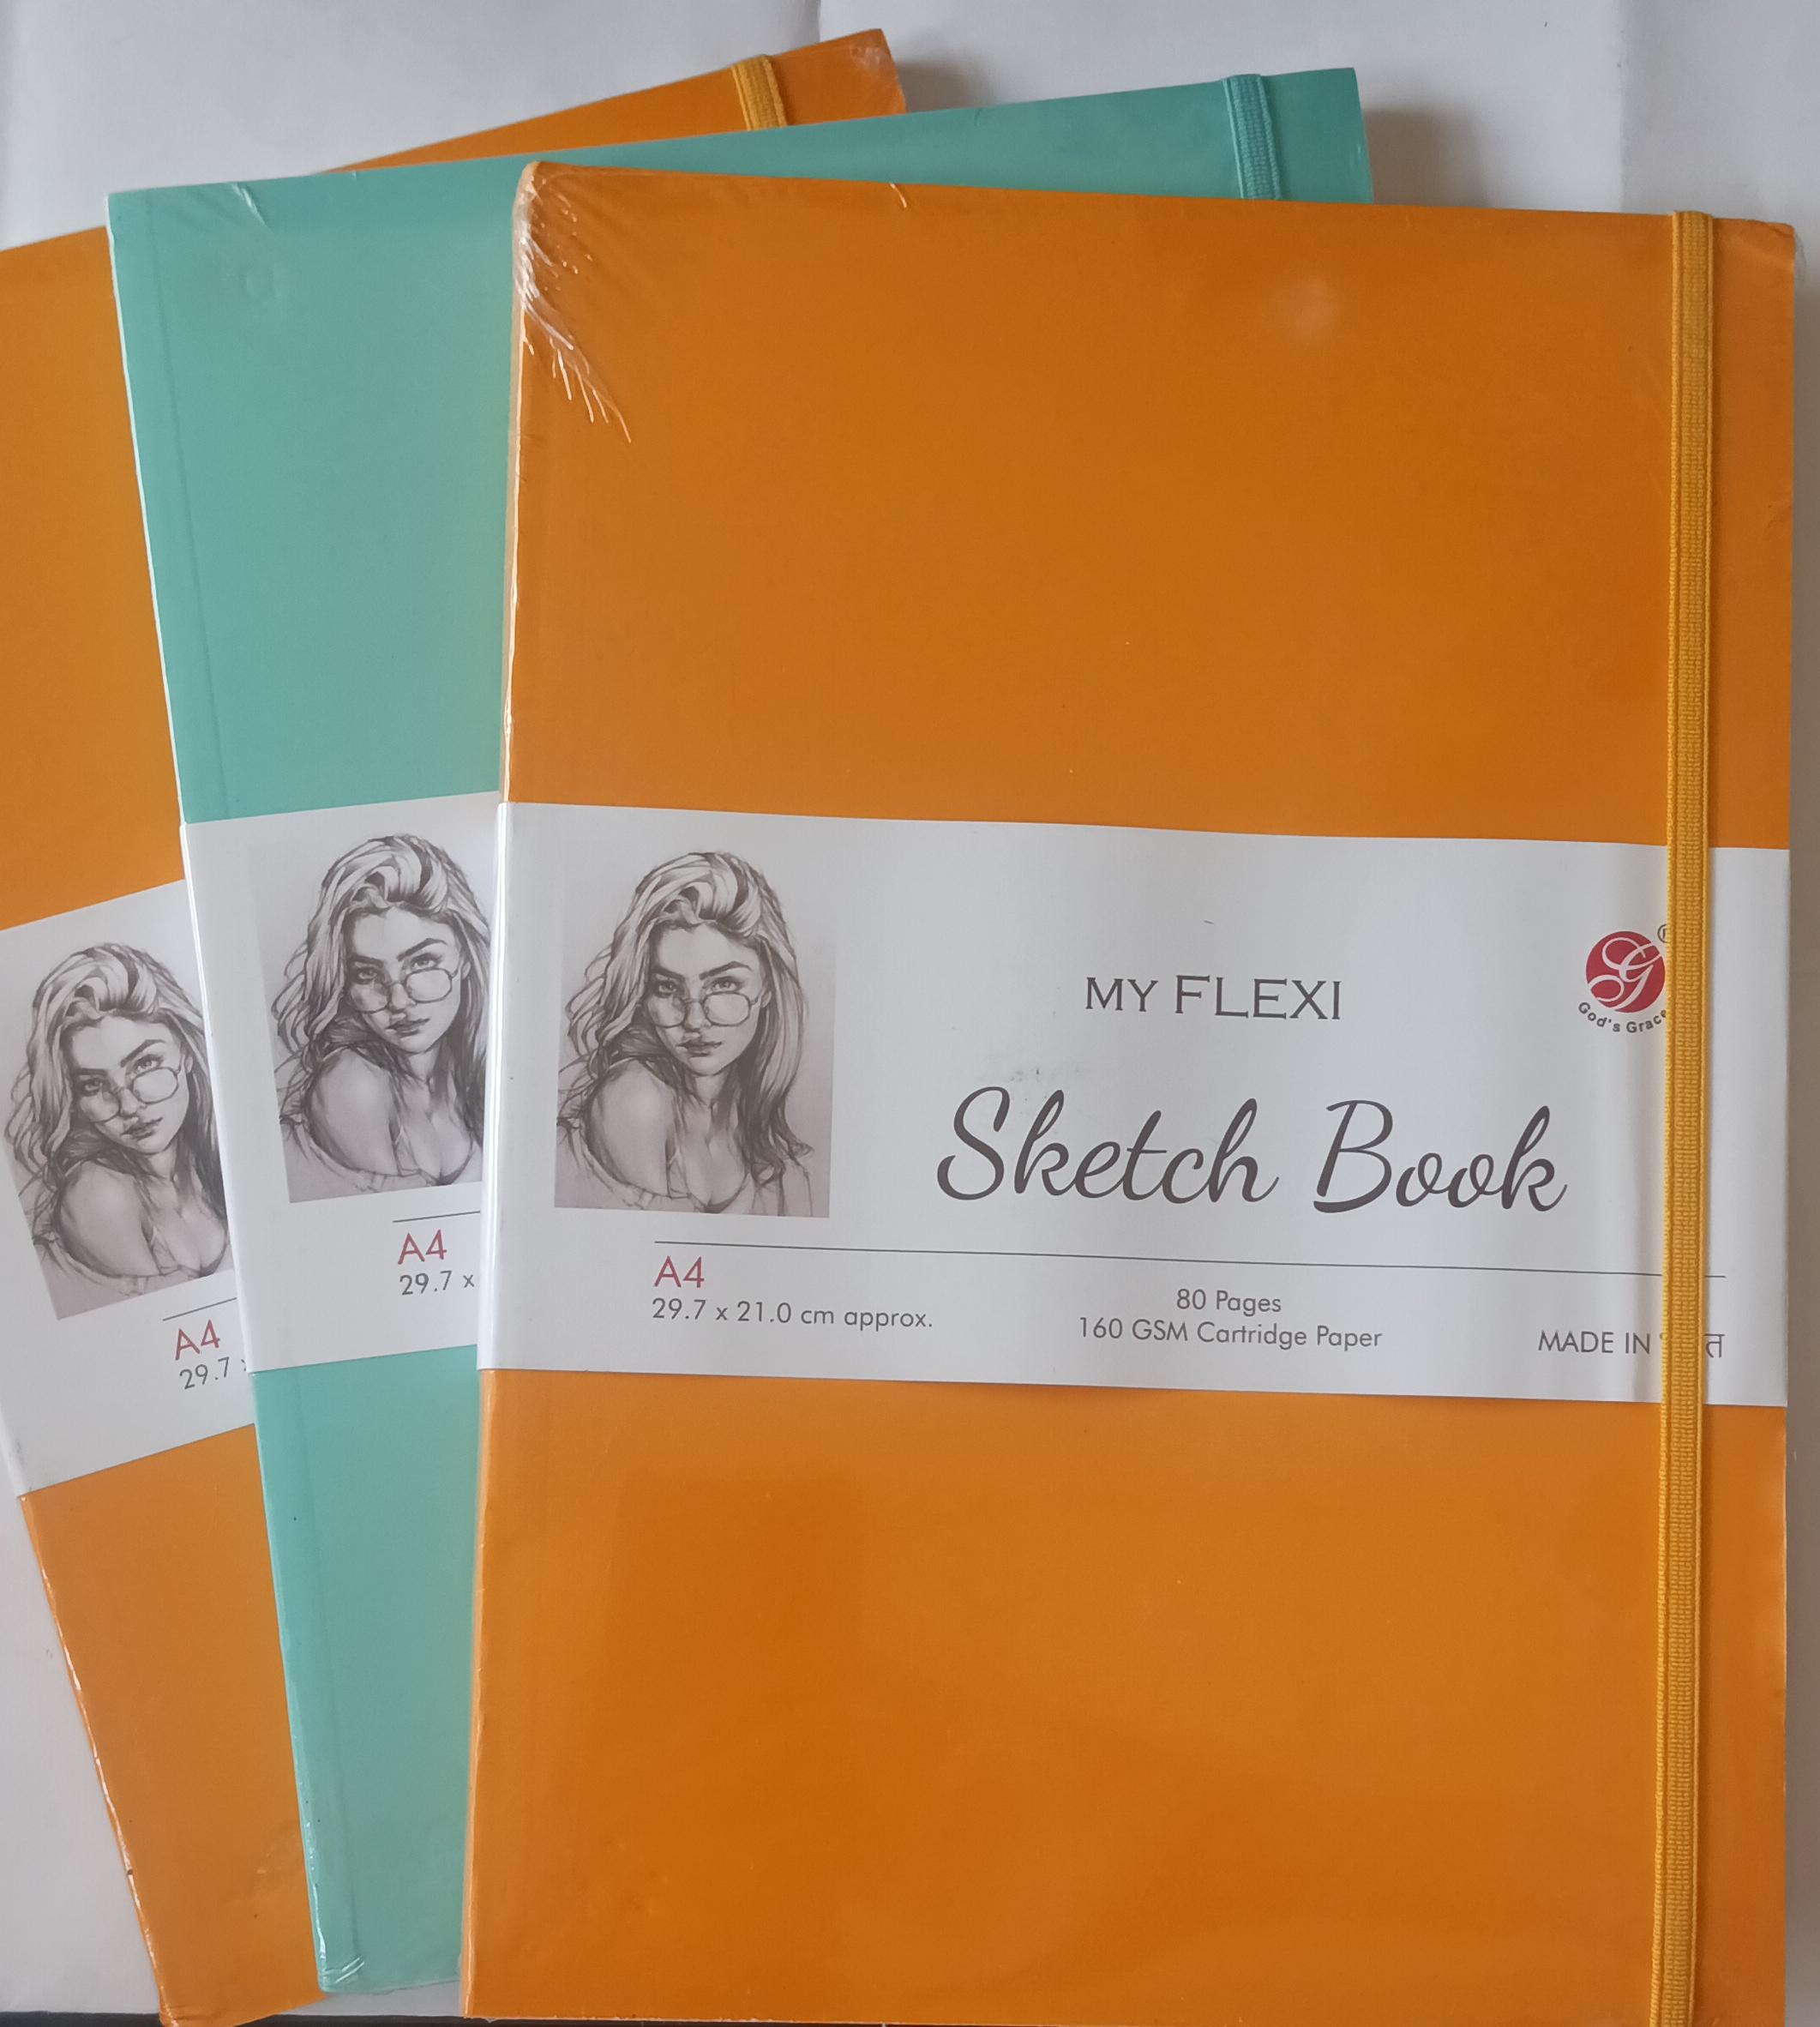 MY FLEXI
God's Grace
Sketch Book
A4
29.7 x 21.0 cm approx.
80 Pages
160 GSM Cartridge Paper
MADE IN
A4
29.7 x
A4
29.7